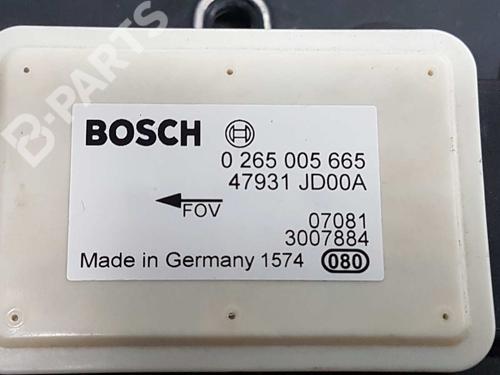 B-PARTS
BOSCH
0 265 005 665
47931 JD00A
FOV
07081
3007884
Made in Germany 1574 080